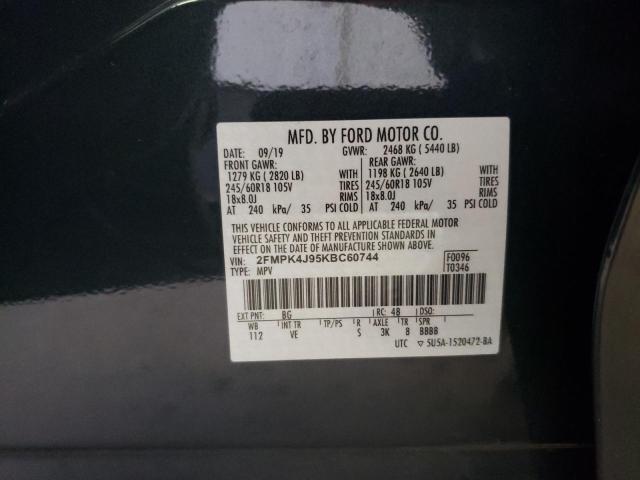 MFD. BY FORD MOTOR CO.
DATE: 09/19 GVWR: 2468 KG ( 5440 LB)
FRONT GAWR: REAR GAWR:
1279 KG ( 2820 LB) 1198 KG ( 2640 LB)
245/60R18 105V TIRES 245/60R18 105V TIRES
18x8.0J RIMS 18x8.0J RIMS
AT 240 kPa/ 35 PSI COLD AT 240 kPa/ 35 PSI COLD
THIS VEHICLE CONFORMS TO ALL APPLICABLE FEDERAL MOTOR
VEHICLE SAFETY AND THEFT PREVENTION STANDARDS IN EFFECT ON
THE DATE OF MANUFACTURE SHOWN ABOVE.
VIN: 2FMPK4J95KBC60744 F0096
TYPE: MPV T0346
EXT PNT: BG RC: 48 DSO:
WB INT TR TP/PS R AXLE TR SPR
112 VE S 3K 8 BBBB
UTC ▽ 5U5A-1520472-BA